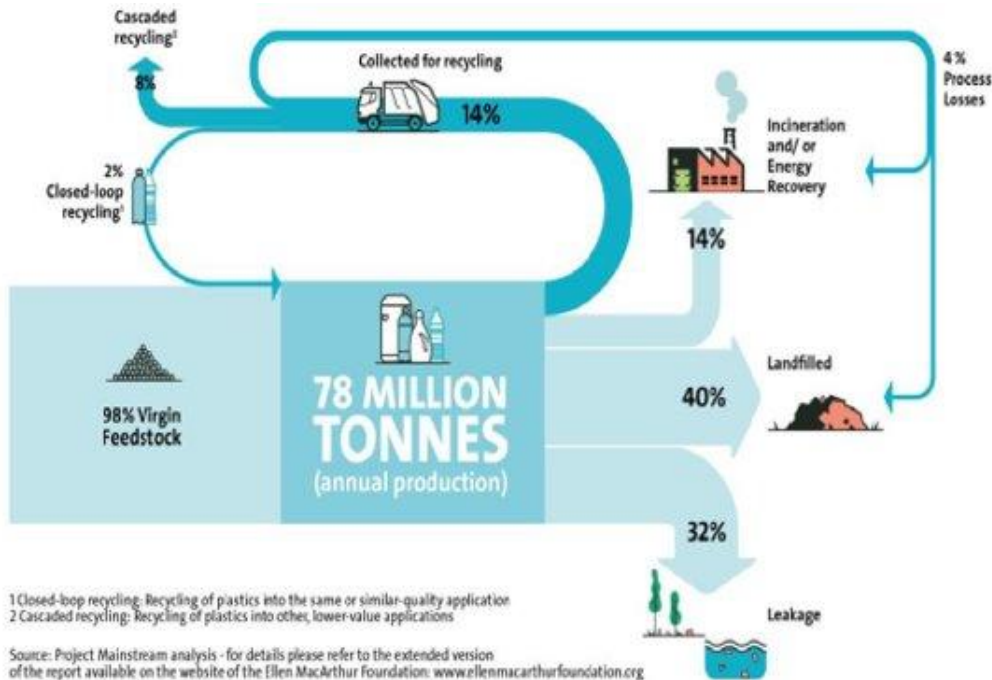 Cascaded
recycling²
8%
Collected for recycling
14%
4%
Process
Losses
Incineration
and/ or
Energy
Recovery
2%
Closed-loop
recycling¹
14%
78 MILLION
TONNES
(annual production)
98% Virgin
Feedstock
Landfilled
40%
32%
Leakage
1 Closed-loop recycling: Recycling of plastics into the same or similar-quality application
2 Cascaded recycling: Recycling of plastics into other, lower-value applications
Source: Project Mainstream analysis - for details please refer to the extended version
of the report available on the website of the Ellen MacArthur Foundation: www.ellenmacarthurfoundation.org